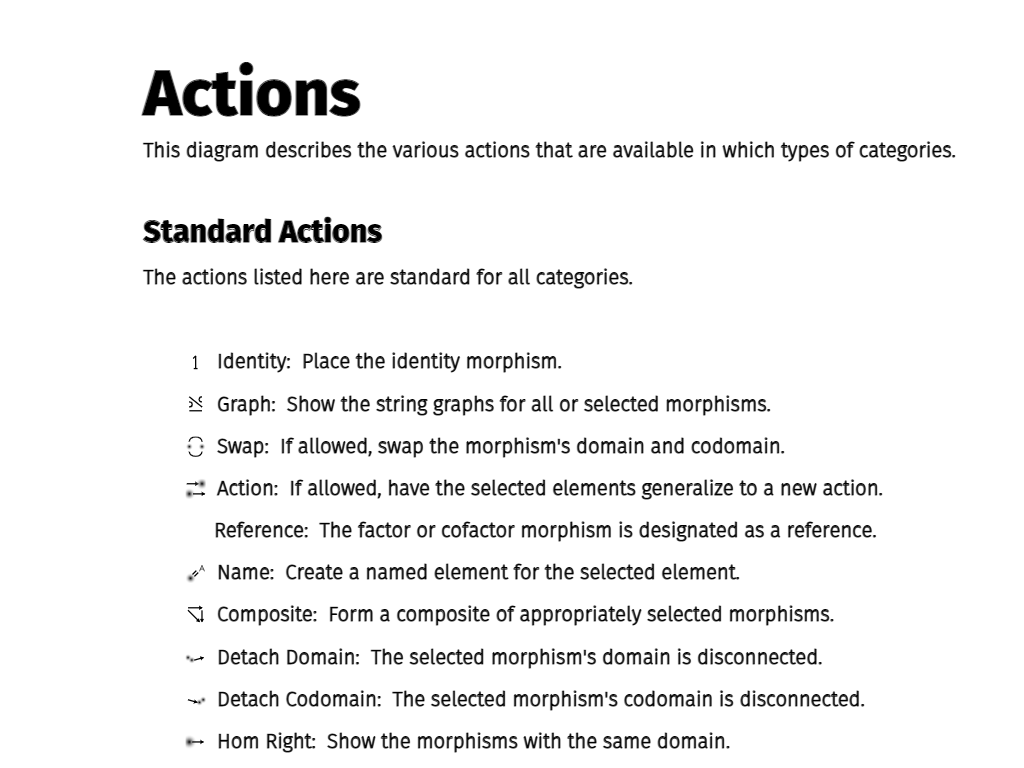 Actions
This diagram describes the various actions that are available in which types of categories.
Standard Actions
The actions listed here are standard for all categories.
1 Identity: Place the identity morphism.
Graph: Show the string graphs for all or selected morphisms.
Swap: If allowed, swap the morphism's domain and codomain.
Action: If allowed, have the selected elements generalize to a new action.
Reference: The factor or cofactor morphism is designated as a reference.
A Name: Create a named element for the selected element.
Composite: Form a composite of appropriately selected morphisms.
Detach Domain: The selected morphism's domain is disconnected.
Detach Codomain: The selected morphism's codomain is disconnected.
Hom Right: Show the morphisms with the same domain.